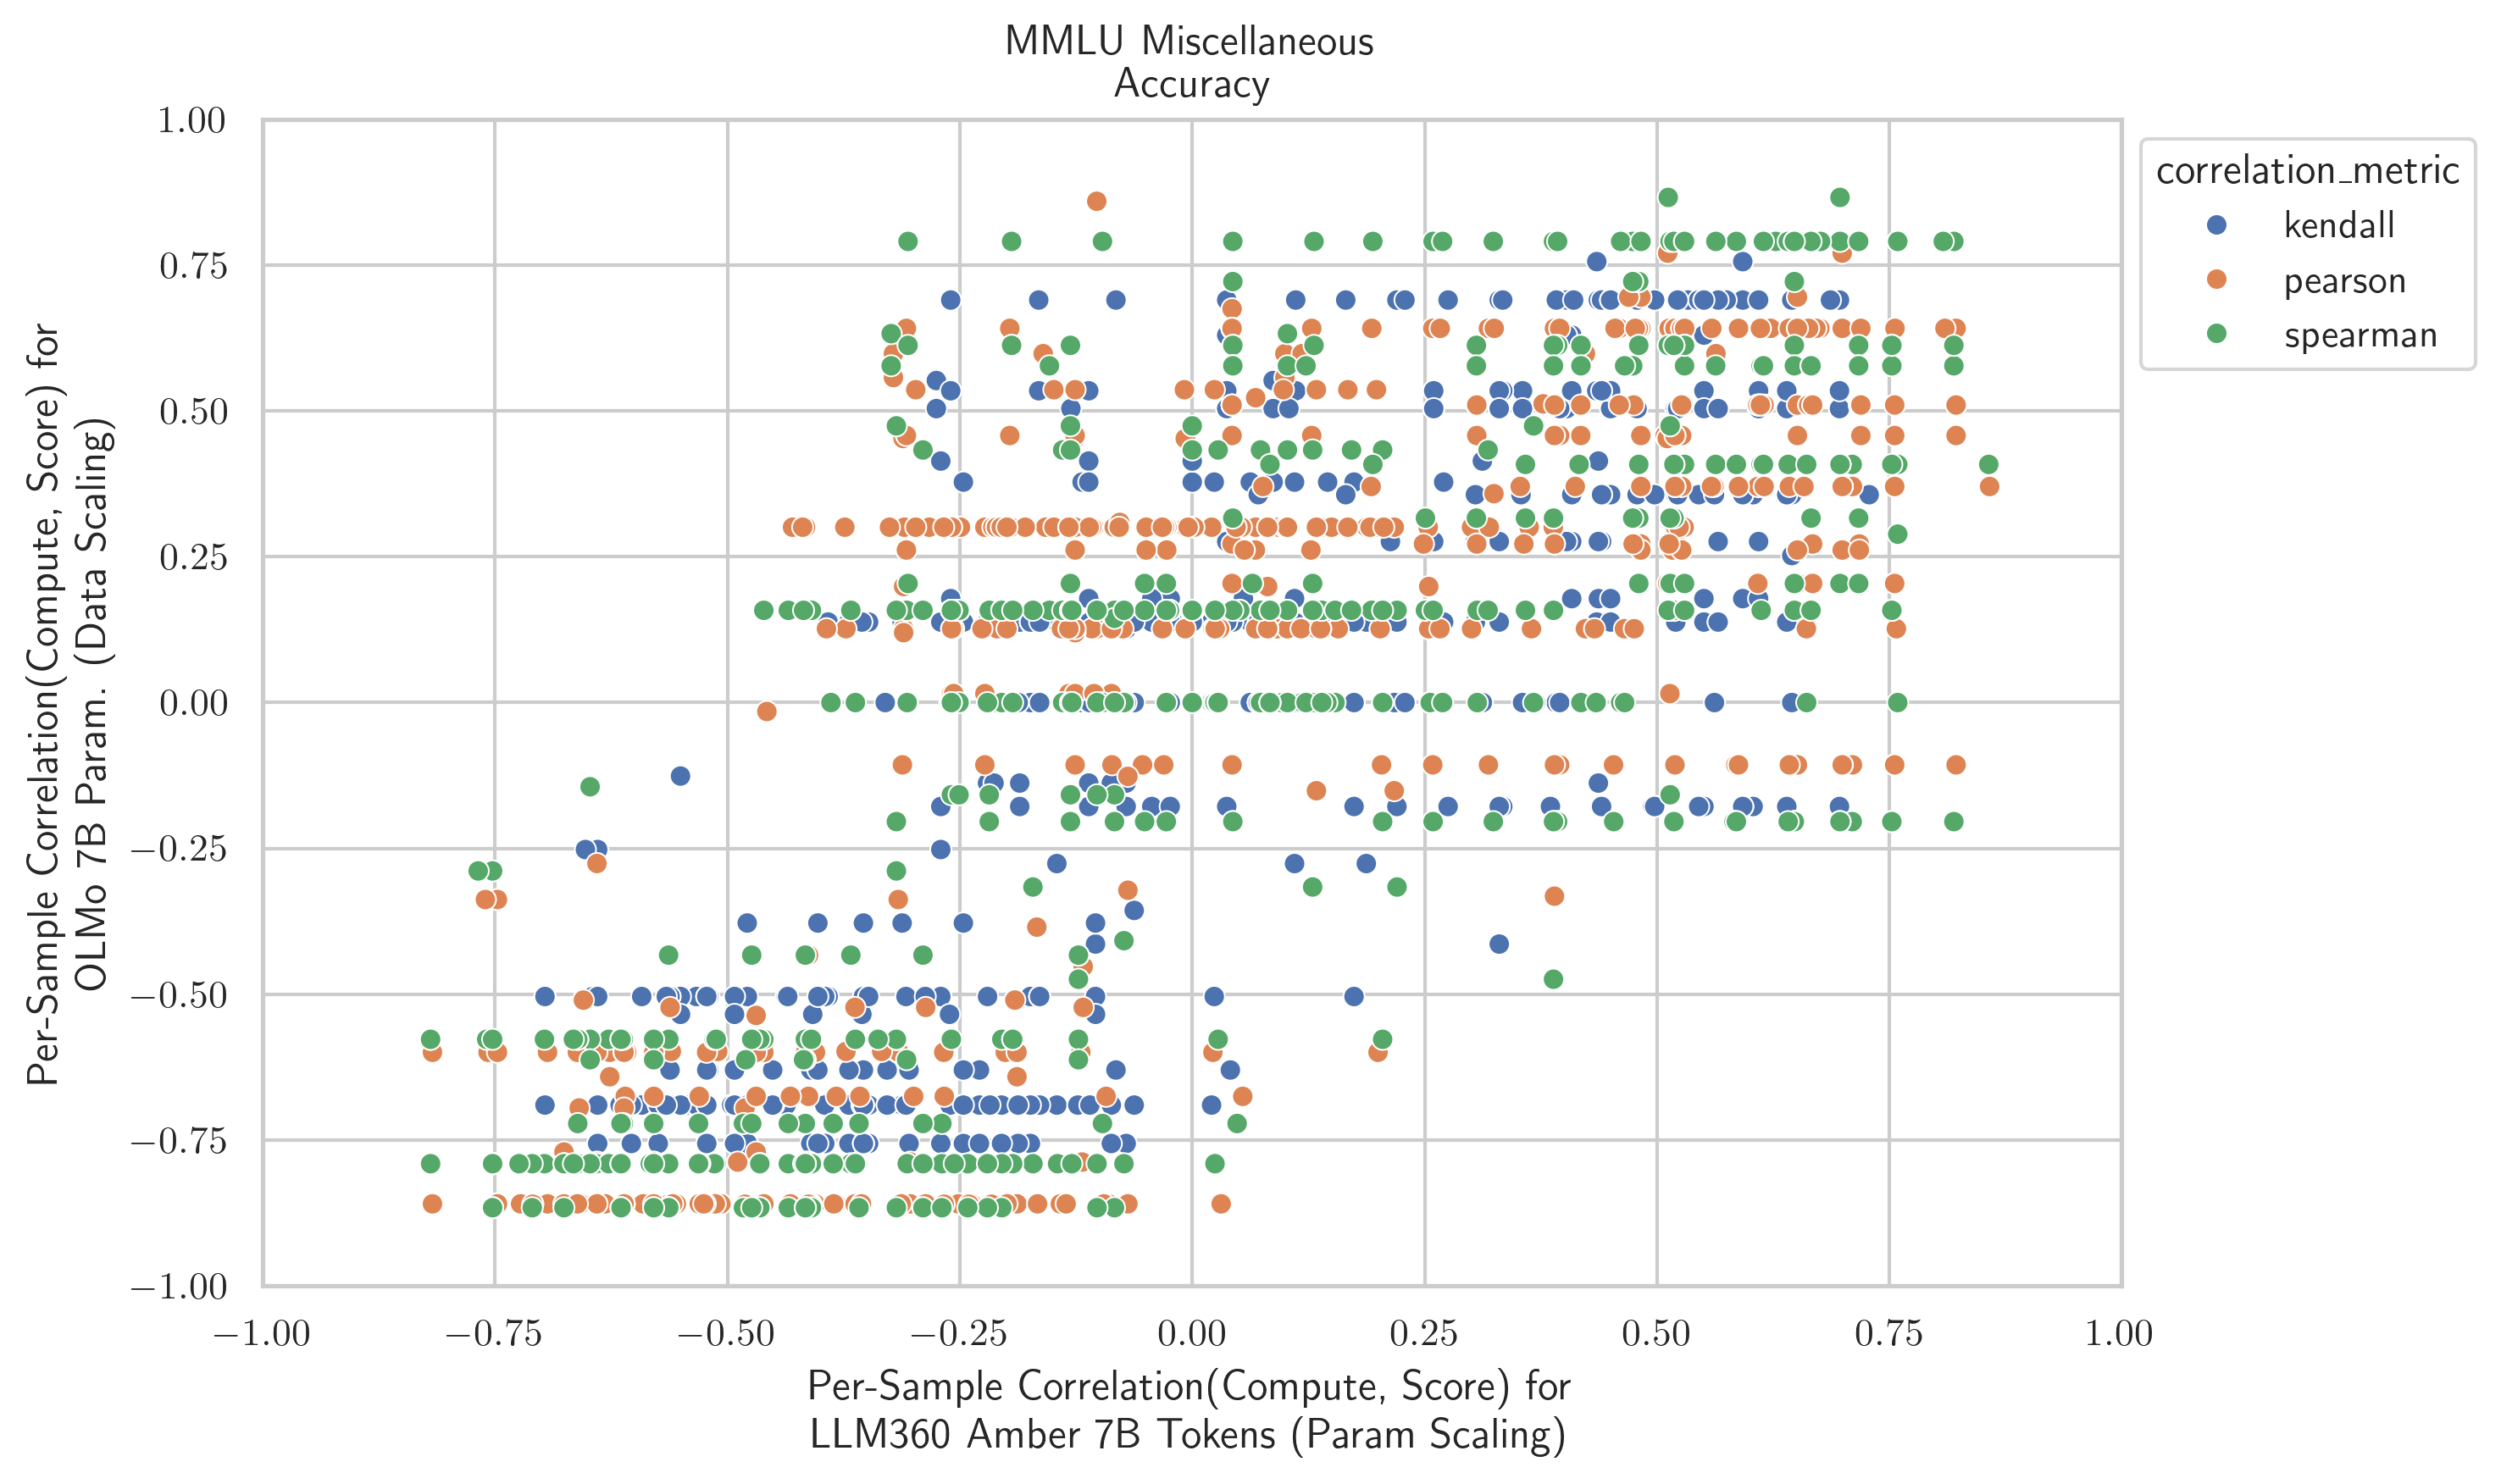 MMLU Miscellaneous
Accuracy
Per-Sample Correlation(Compute, Score) for
OLMo 7B Param. (Data Scaling)
1.00
0.75
0.50
0.25
0.00
−0.25
−0.50
−0.75
−1.00
−1.00
−0.75
−0.50
−0.25
0.00
0.25
0.50
0.75
1.00
Per-Sample Correlation(Compute, Score) for
LLM360 Amber 7B Tokens (Param Scaling)
correlation_metric
kendall
pearson
spearman